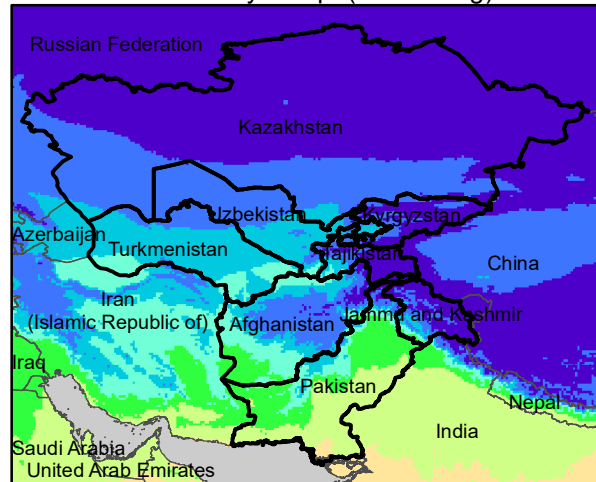 Russian Federation
Kazakhstan
Uzbekistan
Kyrgyzstan
Azerbaijan
Turkmenistan
Tajikistan
China
Iran
(Islamic Republic of)
Afghanistan
Jammu and Kashmir
Iraq
Pakistan
Nepal
India
Saudi Arabia
United Arab Emirates